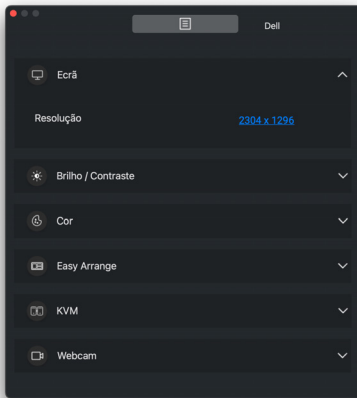 Dell
Ecrã
Resolução
2304 x 1296
Brilho / Contraste
Cor
Easy Arrange
KVM
Webcam